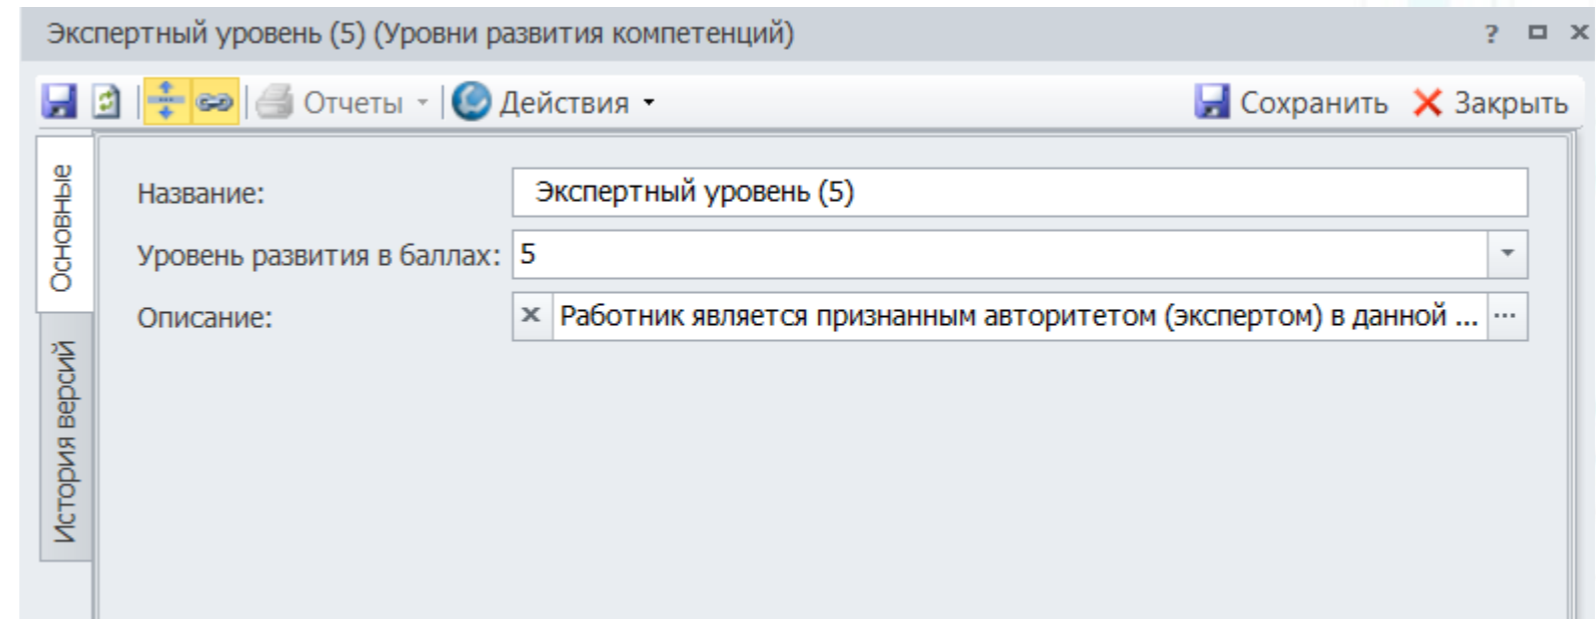 Экспертный уровень (5) (Уровни развития компетенций) ?
Отчеты Действия Сохранить Закрыть
Основные
Название: Экспертный уровень (5)
Уровень развития в баллах: 5
Описание: Работник является признанным авторитетом (экспертом) в данной ... ...
История версий